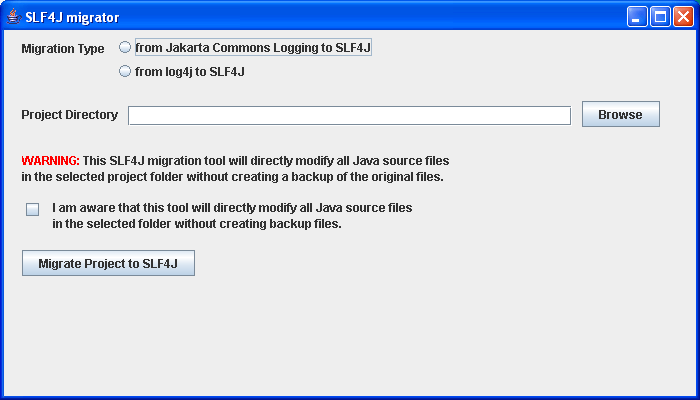 SLF4J migrator
Migration Type
from Jakarta Commons Logging to SLF4J
from log4j to SLF4J
Project Directory
Browse
WARNING: This SLF4J migration tool will directly modify all Java source files
in the selected project folder without creating a backup of the original files.
I am aware that this tool will directly modify all Java source files
in the selected folder without creating backup files.
Migrate Project to SLF4J